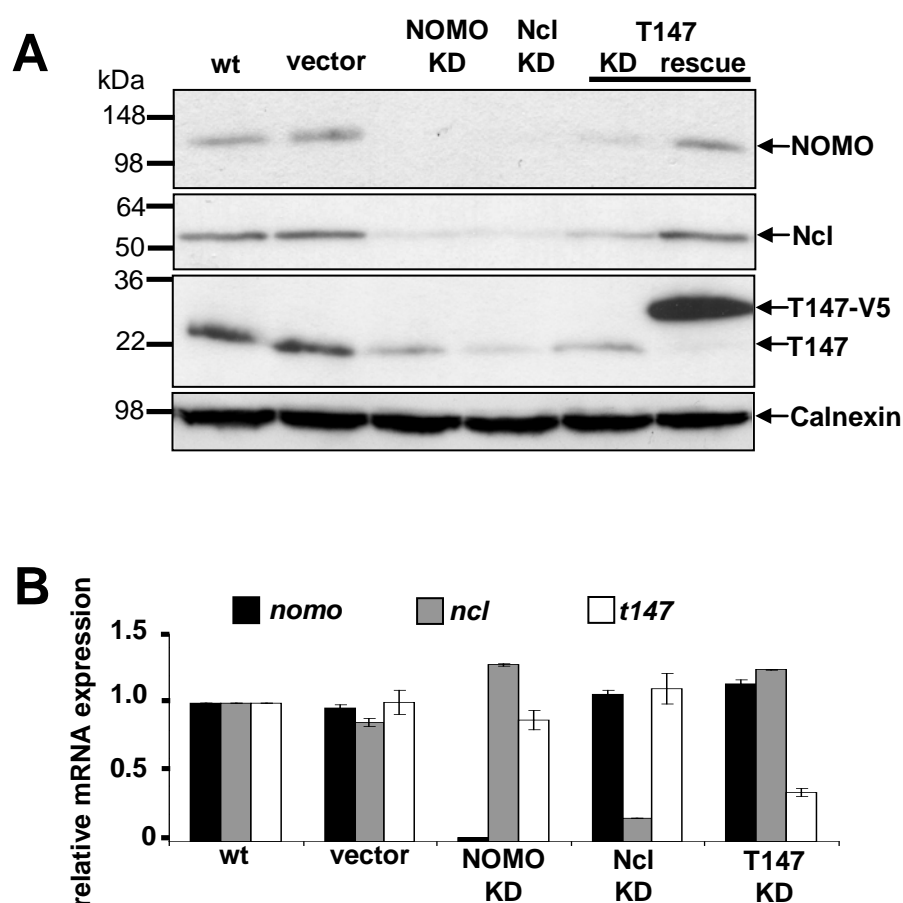 A
NOMO Ncl T147
wt vector KD KD KD rescue
kDa
148
98
NOMO
64
50
Ncl
36
22
T147-V5
T147
98
Calnexin
B
relative mRNA expression
nomo ncl t147
1.5
1.0
0.5
0
wt vector NOMO Ncl T147
KD KD KD